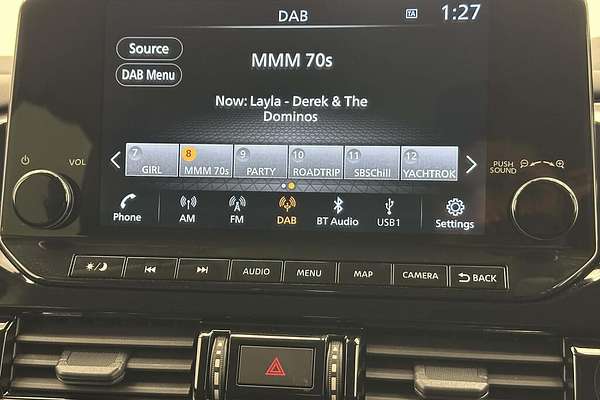 DAB
TA
1:27
Source
DAB Menu
MMM 70s
Now: Layla - Derek & The
Dominos
7 GIRL
8 MMM 70s
9 PARTY
10 ROADTRIP
11 SBSChill
12 YACHTROK
VOL
PUSH
SOUND
Phone
AM
FM
DAB
BT Audio
USB1
Settings
AUDIO
MENU
MAP
CAMERA
BACK